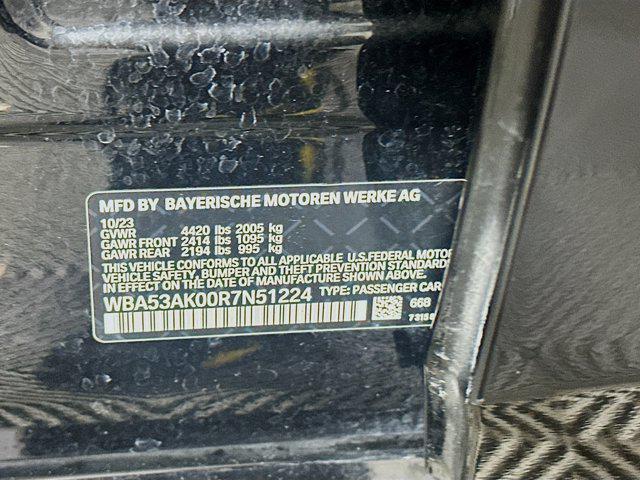 MFD BY BAYERISCHE MOTOREN WERKE AG
10/23
GVWR 4420 lbs 2005 kg
GAWR FRONT 2414 lbs 1095 kg
GAWR REAR 2194 lbs 995 kg
THIS VEHICLE CONFORMS TO ALL APPLICABLE U.S.FEDERAL MOTOR
VEHICLE SAFETY, BUMPER AND THEFT PREVENTION STANDARDS
IN EFFECT ON THE DATE OF MANUFACTURE SHOWN ABOVE.
WBA53AK00R7N51224 TYPE: PASSENGER CAR
668
7315